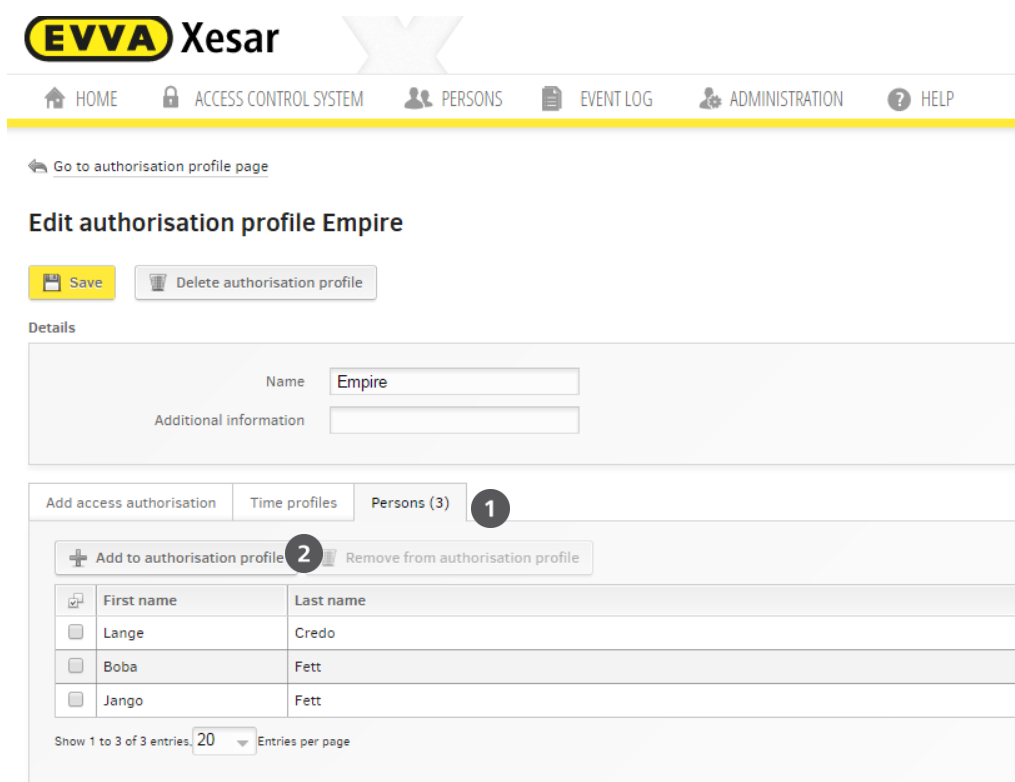 EVVA Xesar
HOME ACCESS CONTROL SYSTEM PERSONS EVENT LOG ADMINISTRATION ? HELP
Go to authorisation profile page
Edit authorisation profile Empire
Save Delete authorisation profile
Details
Name Empire
Additional information
Add access authorisation Time profiles Persons (3) 1
Add to authorisation profile 2 Remove from authorisation profile
First name Last name
Lange Credo
Boba Fett
Jango Fett
Show 1 to 3 of 3 entries, 20 Entries per page